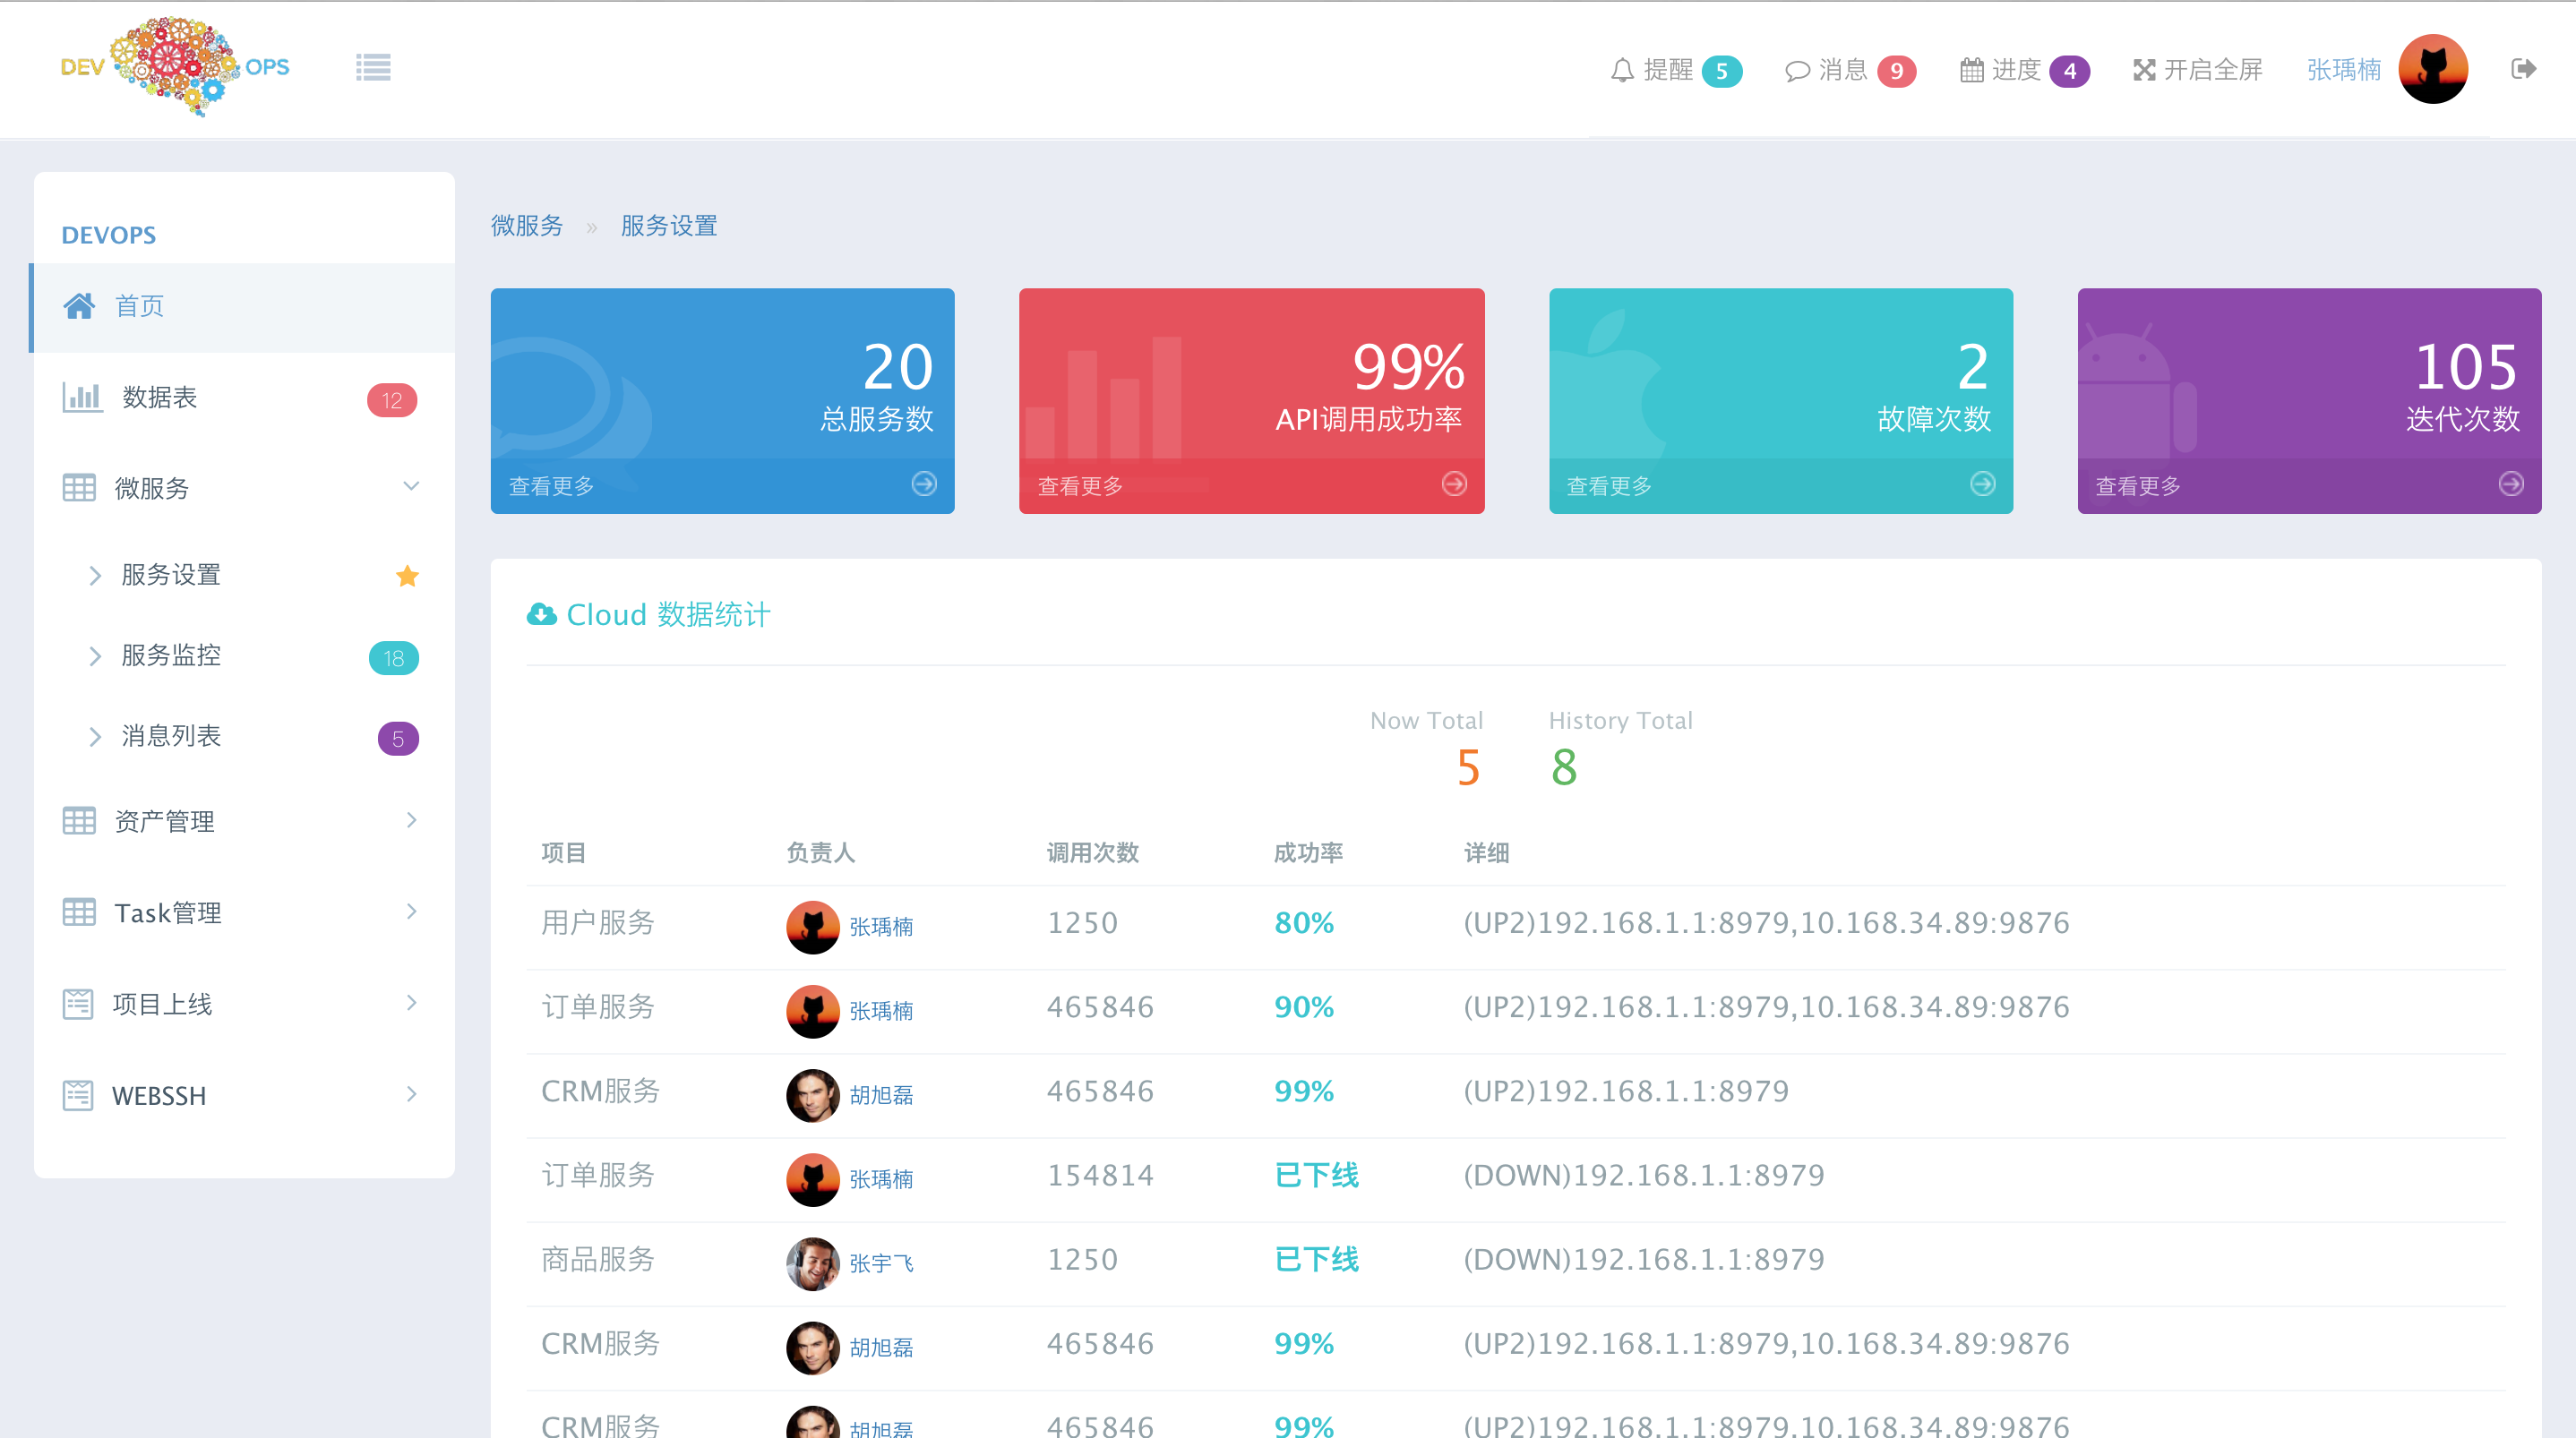 DEV OPS
提醒 5 消息 9 进度 4 开启全屏 张瑀楠
DEVOPS
首页
数据表 12
微服务
服务设置
服务监控 18
消息列表 5
资产管理
Task管理
项目上线
WEBSSH
微服务 » 服务设置
20
总服务数
查看更多
99%
API调用成功率
查看更多
2
故障次数
查看更多
105
迭代次数
查看更多
Cloud 数据统计
Now Total History Total
5 8
项目 负责人 调用次数 成功率 详细
用户服务 张瑀楠 1250 80% (UP2)192.168.1.1:8979,10.168.34.89:9876
订单服务 张瑀楠 465846 90% (UP2)192.168.1.1:8979,10.168.34.89:9876
CRM服务 胡旭磊 465846 99% (UP2)192.168.1.1:8979
订单服务 张瑀楠 154814 已下线 (DOWN)192.168.1.1:8979
商品服务 张宇飞 1250 已下线 (DOWN)192.168.1.1:8979
CRM服务 胡旭磊 465846 99% (UP2)192.168.1.1:8979,10.168.34.89:9876
CRM服务 胡旭磊 465846 99% (UP2)192.168.1.1:8979,10.168.34.89:9876